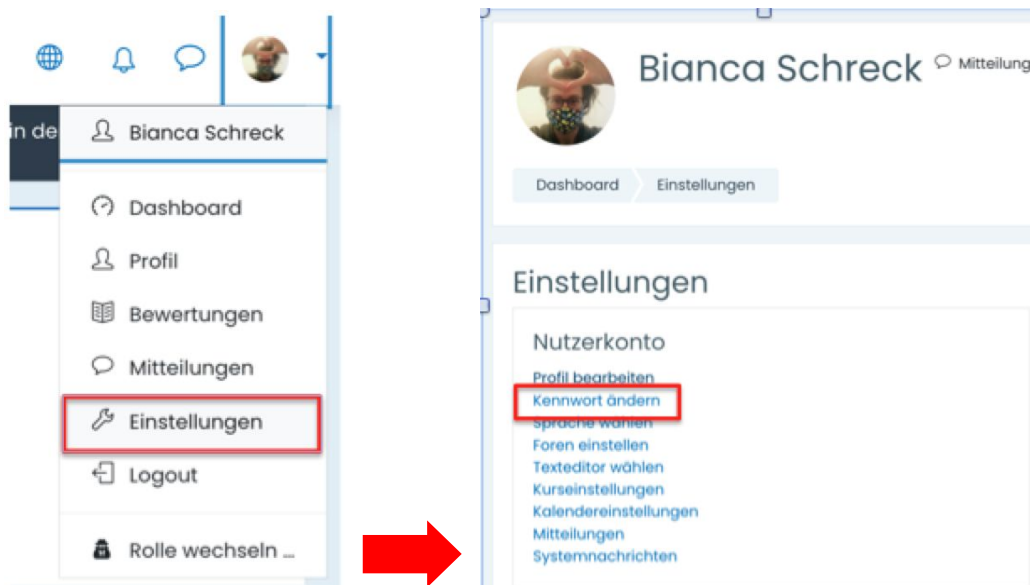 in de
Bianca Schreck
Dashboard
Profil
Bewertungen
Mitteilungen
Einstellungen
Logout
Rolle wechseln ...
Bianca Schreck
Mitteilung
Dashboard
Einstellungen
Einstellungen
Nutzerkonto
Profil bearbeiten
Kennwort ändern
Sprache wählen
Foren einstellen
Texteditor wählen
Kurseinstellungen
Kalendereinstellungen
Mitteilungen
Systemnachrichten